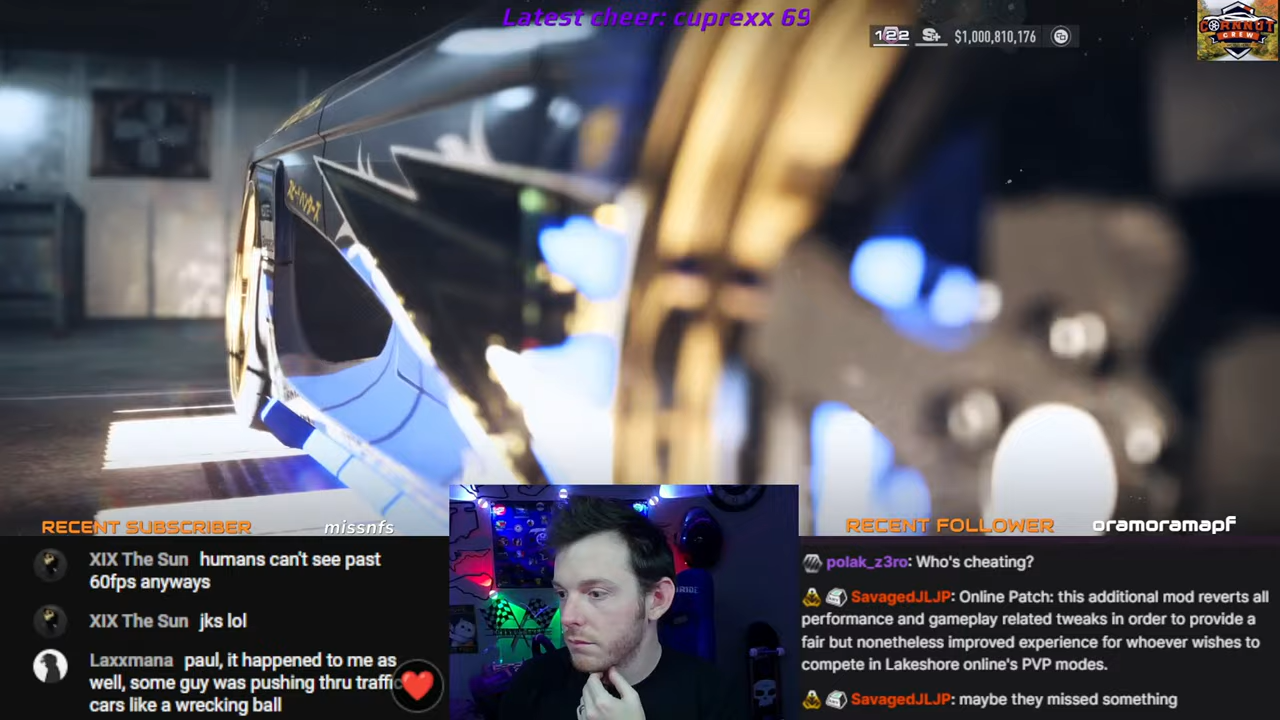 Latest cheer: cuprexx 69
122 S+ $1,000,810,176
CORNNUT
CREW
RECENT SUBSCRIBER missnfs
XIX The Sun humans can't see past
60fps anyways
XIX The Sun jks lol
Laxxmana paul, it happened to me as
well, some guy was pushing thru traffic
cars like a wrecking ball
RECENT FOLLOWER oramoramapf
polak_z3ro: Who's cheating?
SavagedJLJP: Online Patch: this additional mod reverts all
performance and gameplay related tweaks in order to provide a
fair but nonetheless improved experience for whoever wishes to
compete in Lakeshore online's PVP modes.
SavagedJLJP: maybe they missed something